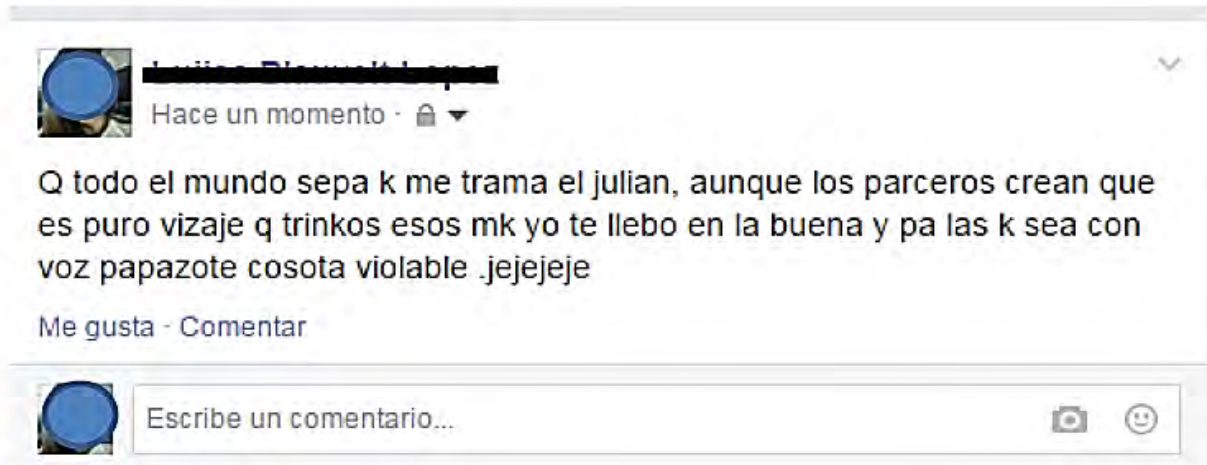 Hace un momento ·
Q todo el mundo sepa k me trama el julian, aunque los parceros crean que
es puro vizaje q trinkos esos mk yo te llebo en la buena y pa las k sea con
voz papazote cosota violable .jejejeje
Me gusta · Comentar
Escribe un comentario...